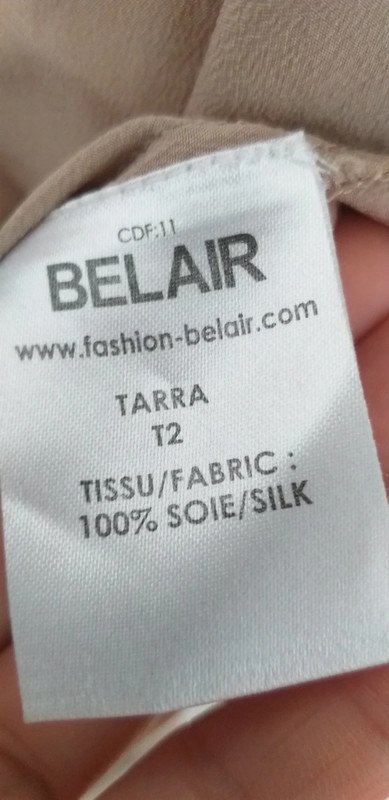 CDF:11
BELAIR
www.fashion-belair.com
TARRA
T2
TISSU/FABRIC :
100% SOIE/SILK